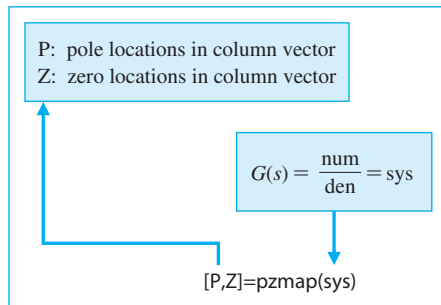 P: pole locations in column vector
Z: zero locations in column vector
G(s) = num/den = sys
[P,Z]=pzmap(sys)